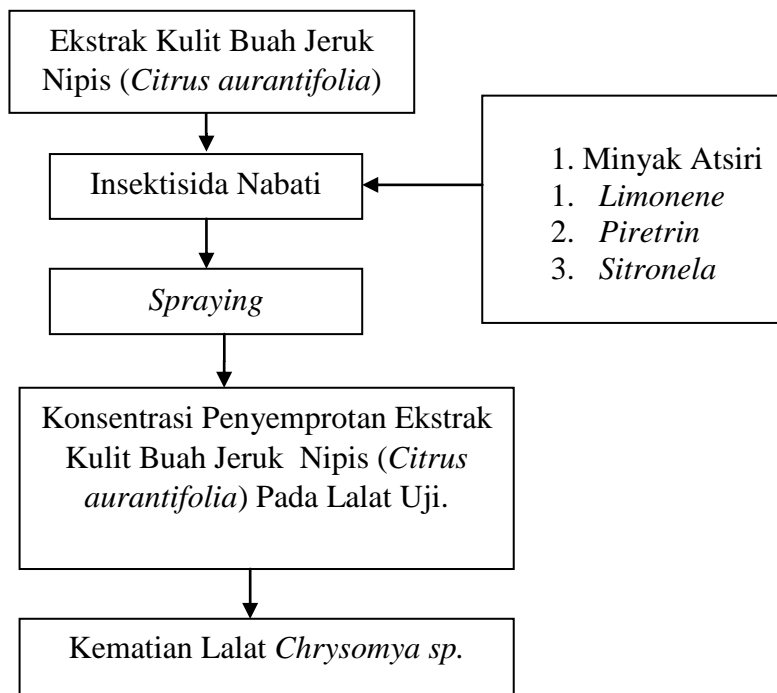 Ekstrak Kulit Buah Jeruk
Nipis (Citrus aurantifolia)
Insektisida Nabati
1. Minyak Atsiri
1. Limonene
2. Piretrin
3. Sitronela
Spraying
Konsentrasi Penyemprotan Ekstrak
Kulit Buah Jeruk Nipis (Citrus
aurantifolia) Pada Lalat Uji.
Kematian Lalat Chrysomya sp.